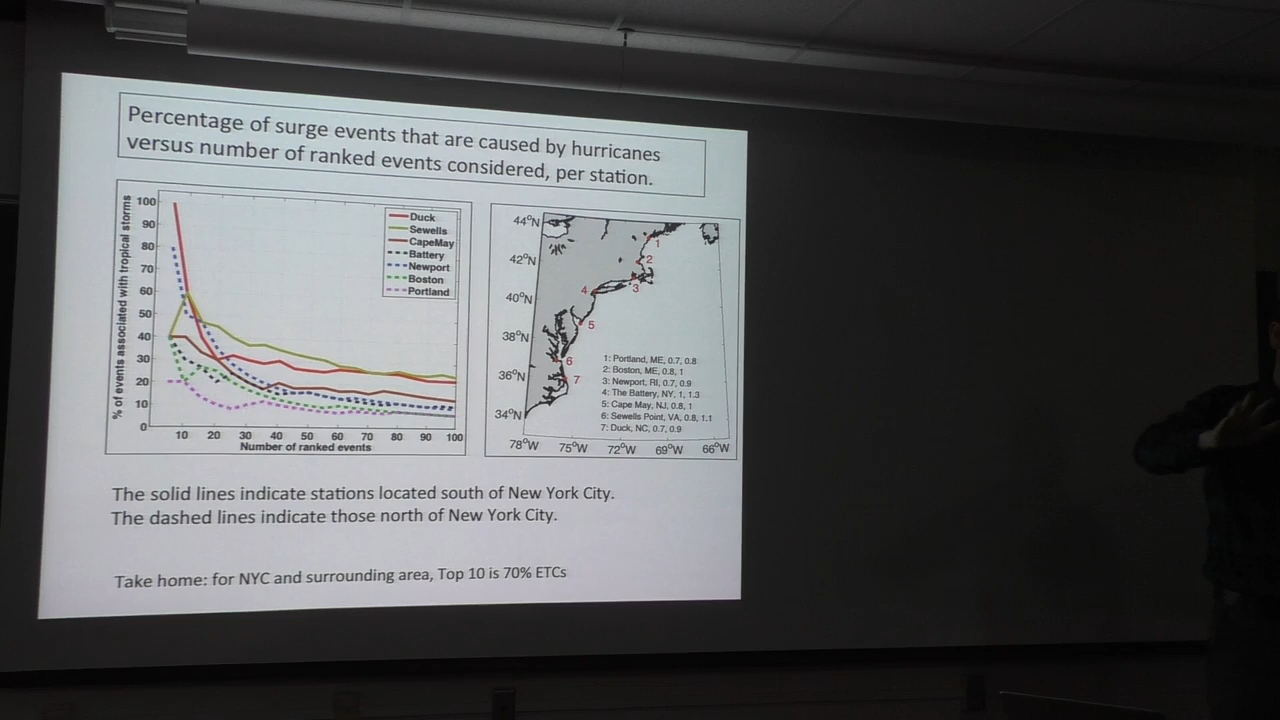 Percentage of surge events that are caused by hurricanes
versus number of ranked events considered, per station.
% of events associated with tropical storms
100
90
80
70
60
50
40
30
20
10
0
10 20 30 40 50 60 70 80 90 100
Number of ranked events
Duck
Sewells
CapeMay
Battery
Newport
Boston
Portland
44°N
42°N
40°N
38°N
36°N
34°N
78°W 75°W 72°W 69°W 66°W
1
2
3
4
5
6
7
1: Portland, ME, 0.7, 0.8
2: Boston, ME, 0.8, 1
3: Newport, RI, 0.7, 0.9
4: The Battery, NY, 1, 1.3
5: Cape May, NJ, 0.8, 1
6: Sewells Point, VA, 0.8, 1.1
7: Duck, NC, 0.7, 0.9
The solid lines indicate stations located south of New York City.
The dashed lines indicate those north of New York City.
Take home: for NYC and surrounding area, Top 10 is 70% ETCs